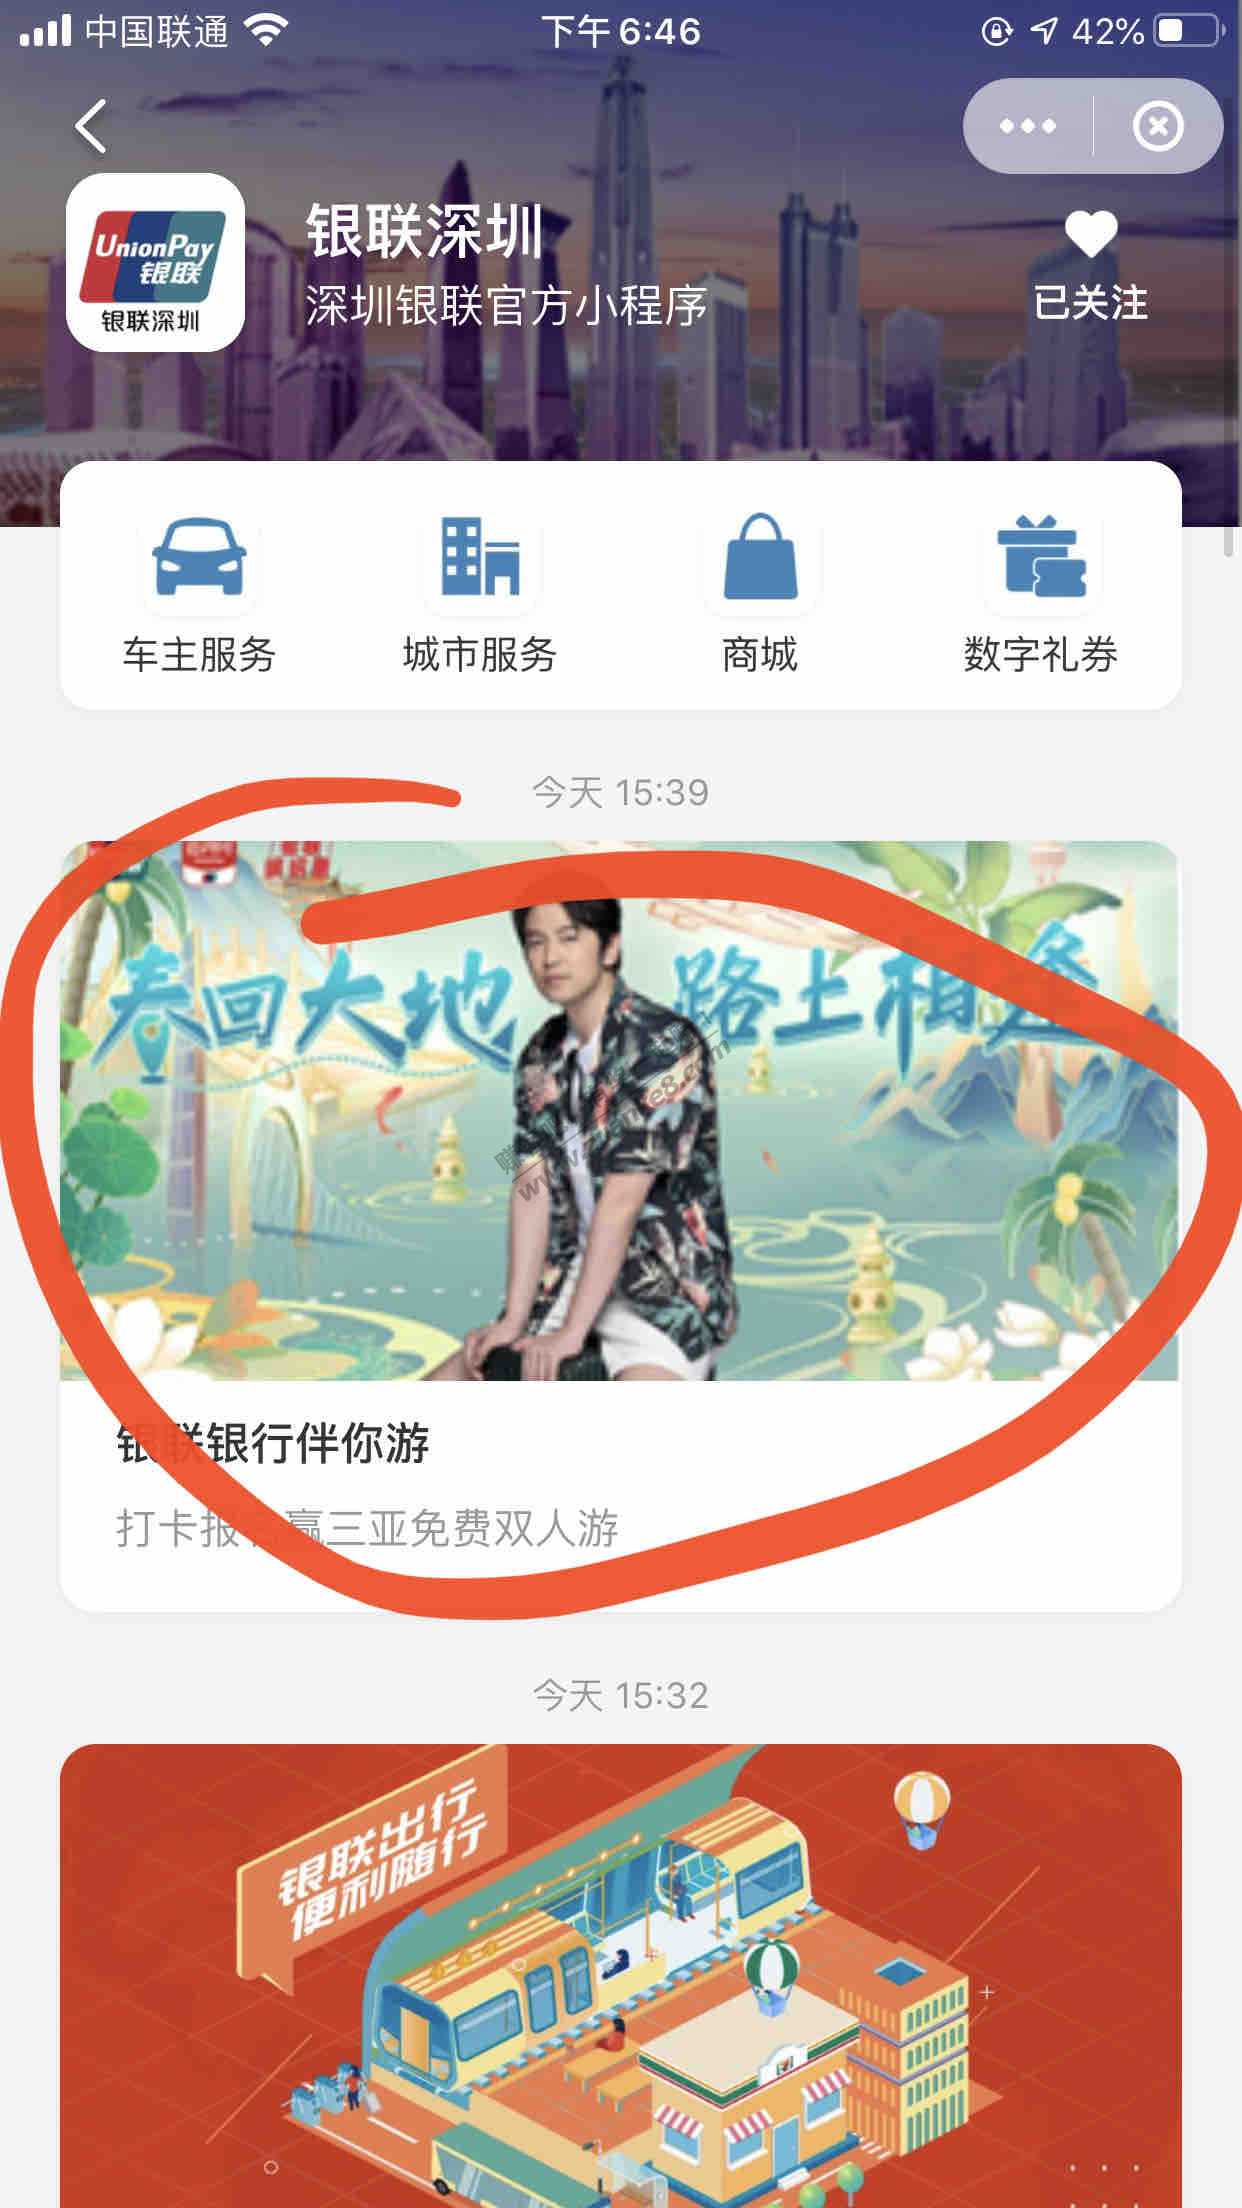 中国联通
下午6:46
42%
UnionPay
银联
银联深圳
银联深圳
深圳银联官方小程序
已关注
车主服务
城市服务
商城
数字礼券
今天 15:39
春回大地
路上相逢
银联银行伴你游
打卡报
赢三亚免费双人游
今天 15:32
银联出行
便利随行